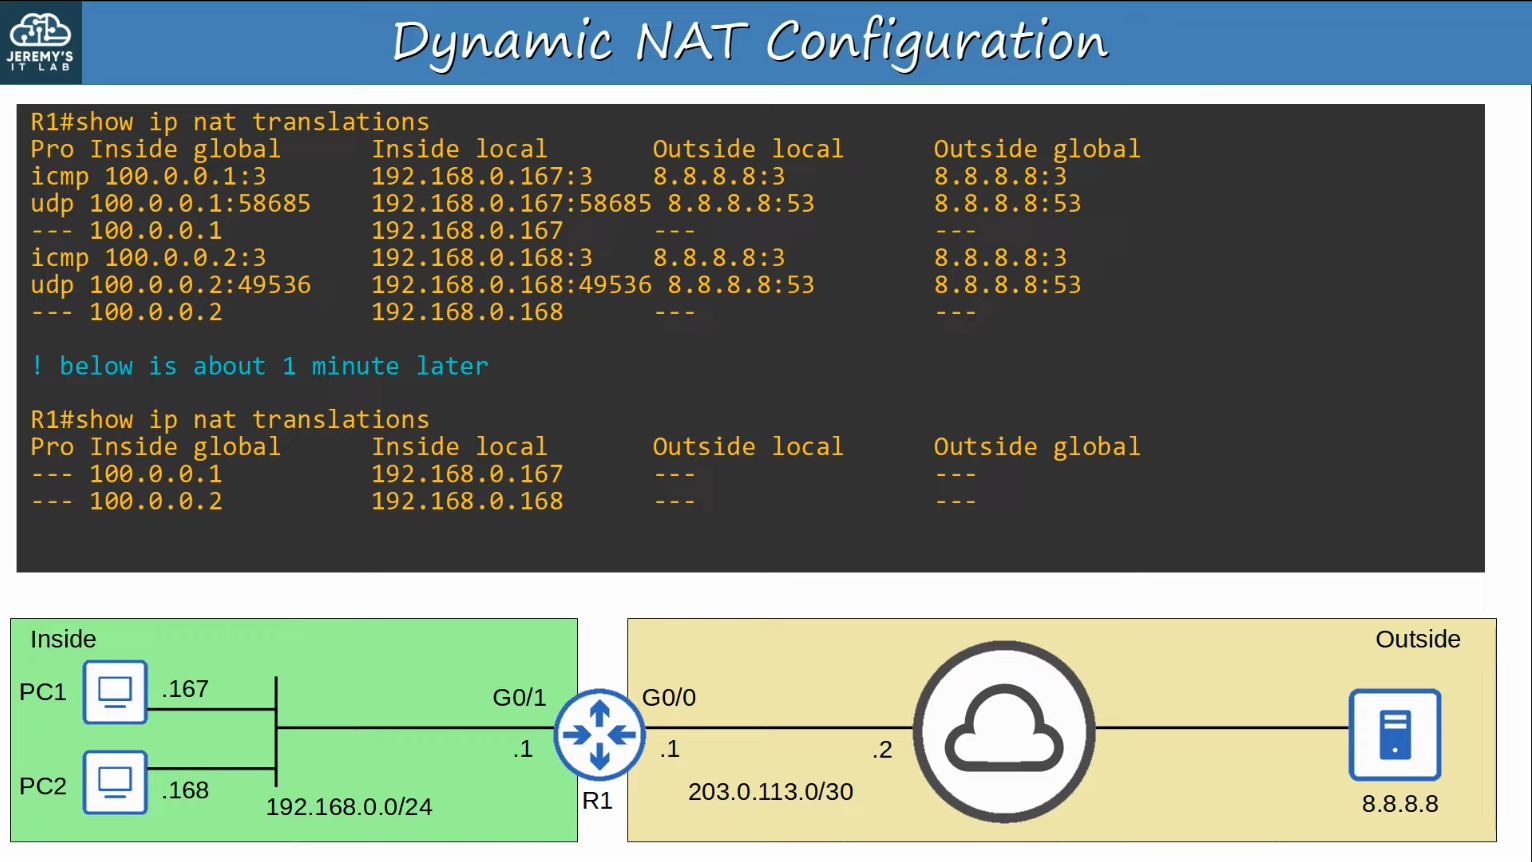 JEREMY'S
IT LAB
Dynamic NAT Configuration
R1#show ip nat translations
Pro Inside global Inside local Outside local Outside global
icmp 100.0.0.1:3 192.168.0.167:3 8.8.8.8:3 8.8.8.8:3
udp 100.0.0.1:58685 192.168.0.167:58685 8.8.8.8:53 8.8.8.8:53
--- 100.0.0.1 192.168.0.167 --- ---
icmp 100.0.0.2:3 192.168.0.168:3 8.8.8.8:3 8.8.8.8:3
udp 100.0.0.2:49536 192.168.0.168:49536 8.8.8.8:53 8.8.8.8:53
--- 100.0.0.2 192.168.0.168 --- ---
! below is about 1 minute later
R1#show ip nat translations
Pro Inside global Inside local Outside local Outside global
--- 100.0.0.1 192.168.0.167 --- ---
--- 100.0.0.2 192.168.0.168 --- ---
Inside
PC1 .167
G0/1
.1
PC2 .168
192.168.0.0/24
R1
Outside
G0/0
.1 .2
203.0.113.0/30
8.8.8.8